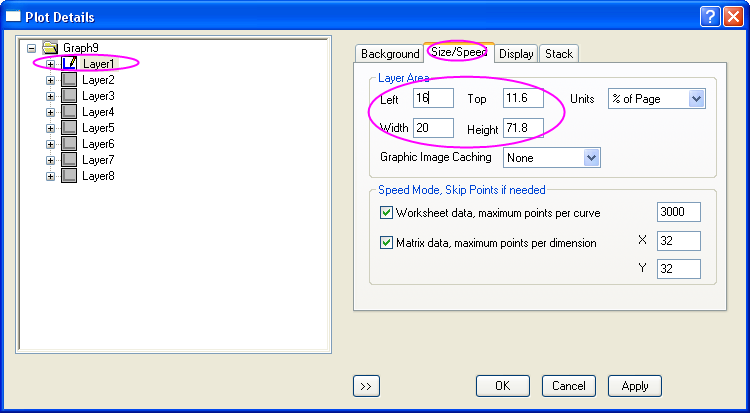 Plot Details
Graph9
Layer1
Layer2
Layer3
Layer4
Layer5
Layer6
Layer7
Layer8
Background Size/Speed Display Stack
Layer Area
Left 16 Top 11.6 Units % of Page
Width 20 Height 71.8
Graphic Image Caching None
Speed Mode, Skip Points if needed
Worksheet data, maximum points per curve 3000
Matrix data, maximum points per dimension X 32
Y 32
>> OK Cancel Apply